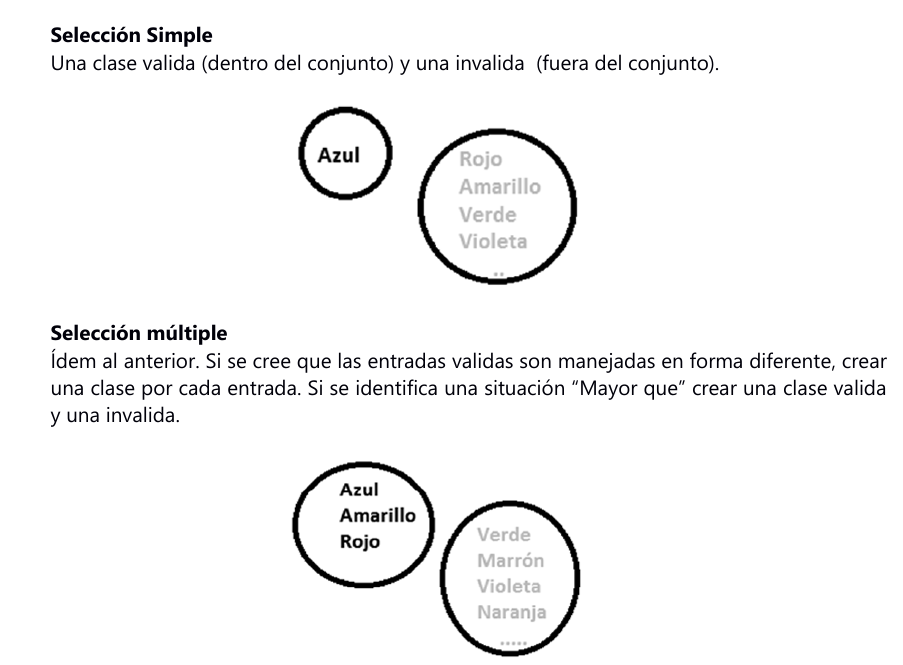 Selección Simple
Una clase valida (dentro del conjunto) y una invalida (fuera del conjunto).
Azul
Rojo
Amarillo
Verde
Violeta
..
Selección múltiple
Ídem al anterior. Si se cree que las entradas validas son manejadas en forma diferente, crear
una clase por cada entrada. Si se identifica una situación “Mayor que” crear una clase valida
y una invalida.
Azul
Amarillo
Rojo
Verde
Marrón
Violeta
Naranja
.....